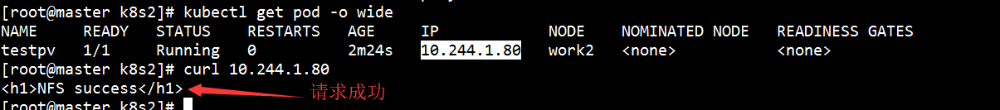 [root@master k8s2]# kubectl get pod -o wide
NAME READY STATUS RESTARTS AGE IP NODE NOMINATED NODE READINESS GATES
testpv 1/1 Running 0 2m24s 10.244.1.80 work2 <none> <none>
[root@master k8s2]# curl 10.244.1.80
<h1>NFS success</h1> 请求成功
[root@master k8s2]#